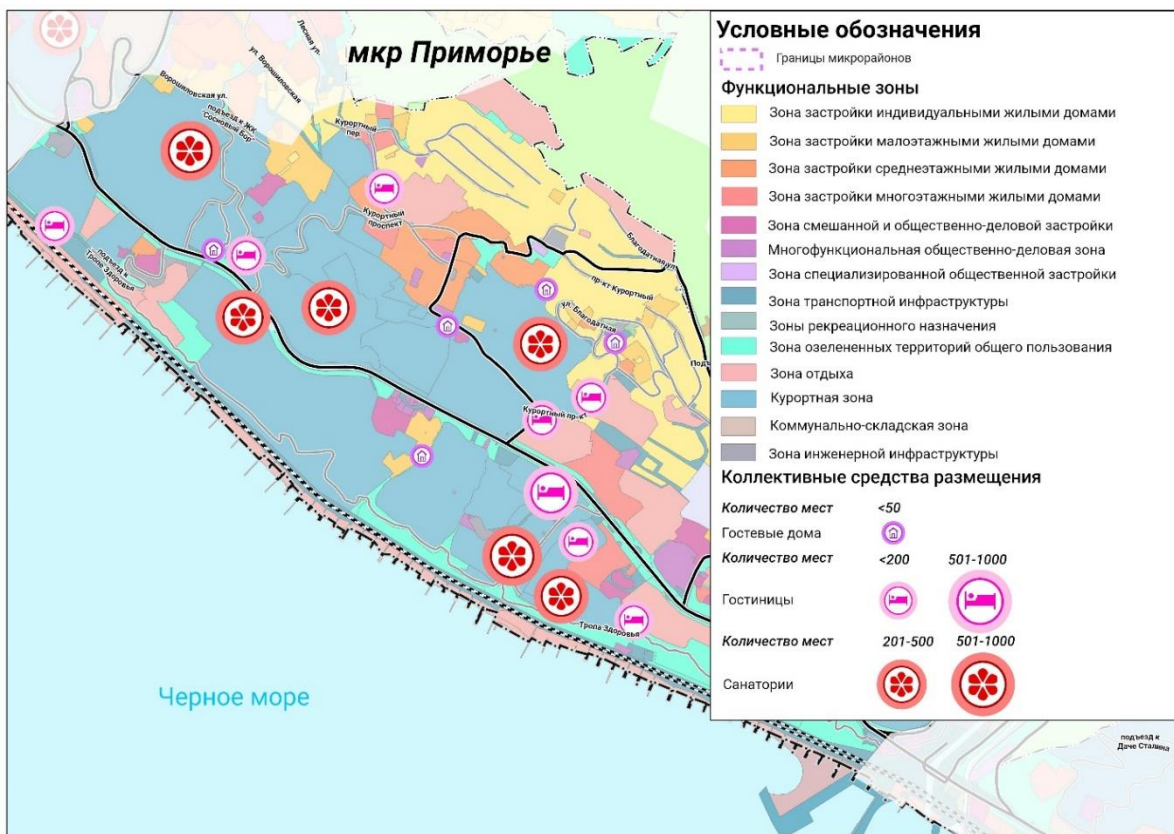 мкр Приморье
Лесная ул.
ул. Ворошиловская
Ворошиловская ул.
подъезд к ЖК
"Сосновый Бор"
Курортный
пер.
Курортный
проспект
Благодатная ул.
пр-кт Курортный
ул. Благодатная
подъезд к
Тропе Здоровья
Курортный пр-кт
Тропа Здоровья
Черное море
подъезд к
Даче Сталина
Условные обозначения
Границы микрорайонов
Функциональные зоны
Зона застройки индивидуальными жилыми домами
Зона застройки малоэтажными жилыми домами
Зона застройки среднеэтажными жилыми домами
Зона застройки многоэтажными жилыми домами
Зона смешанной и общественно-деловой застройки
Многофункциональная общественно-деловая зона
Зона специализированной общественной застройки
Зона транспортной инфраструктуры
Зоны рекреационного назначения
Зона озелененных территорий общего пользования
Зона отдыха
Курортная зона
Коммунально-складская зона
Зона инженерной инфраструктуры
Коллективные средства размещения
Количество мест <50
Гостевые дома
Количество мест <200 501-1000
Гостиницы
Количество мест 201-500 501-1000
Санатории